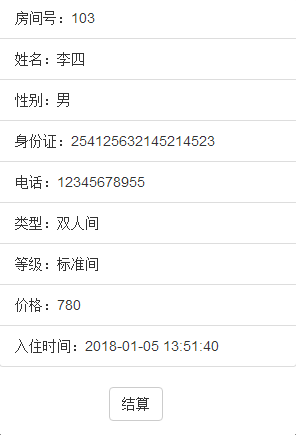 房间号：103
姓名：李四
性别：男
身份证：254125632145214523
电话：12345678955
类型：双人间
等级：标准间
价格：780
入住时间：2018-01-05 13:51:40
结算